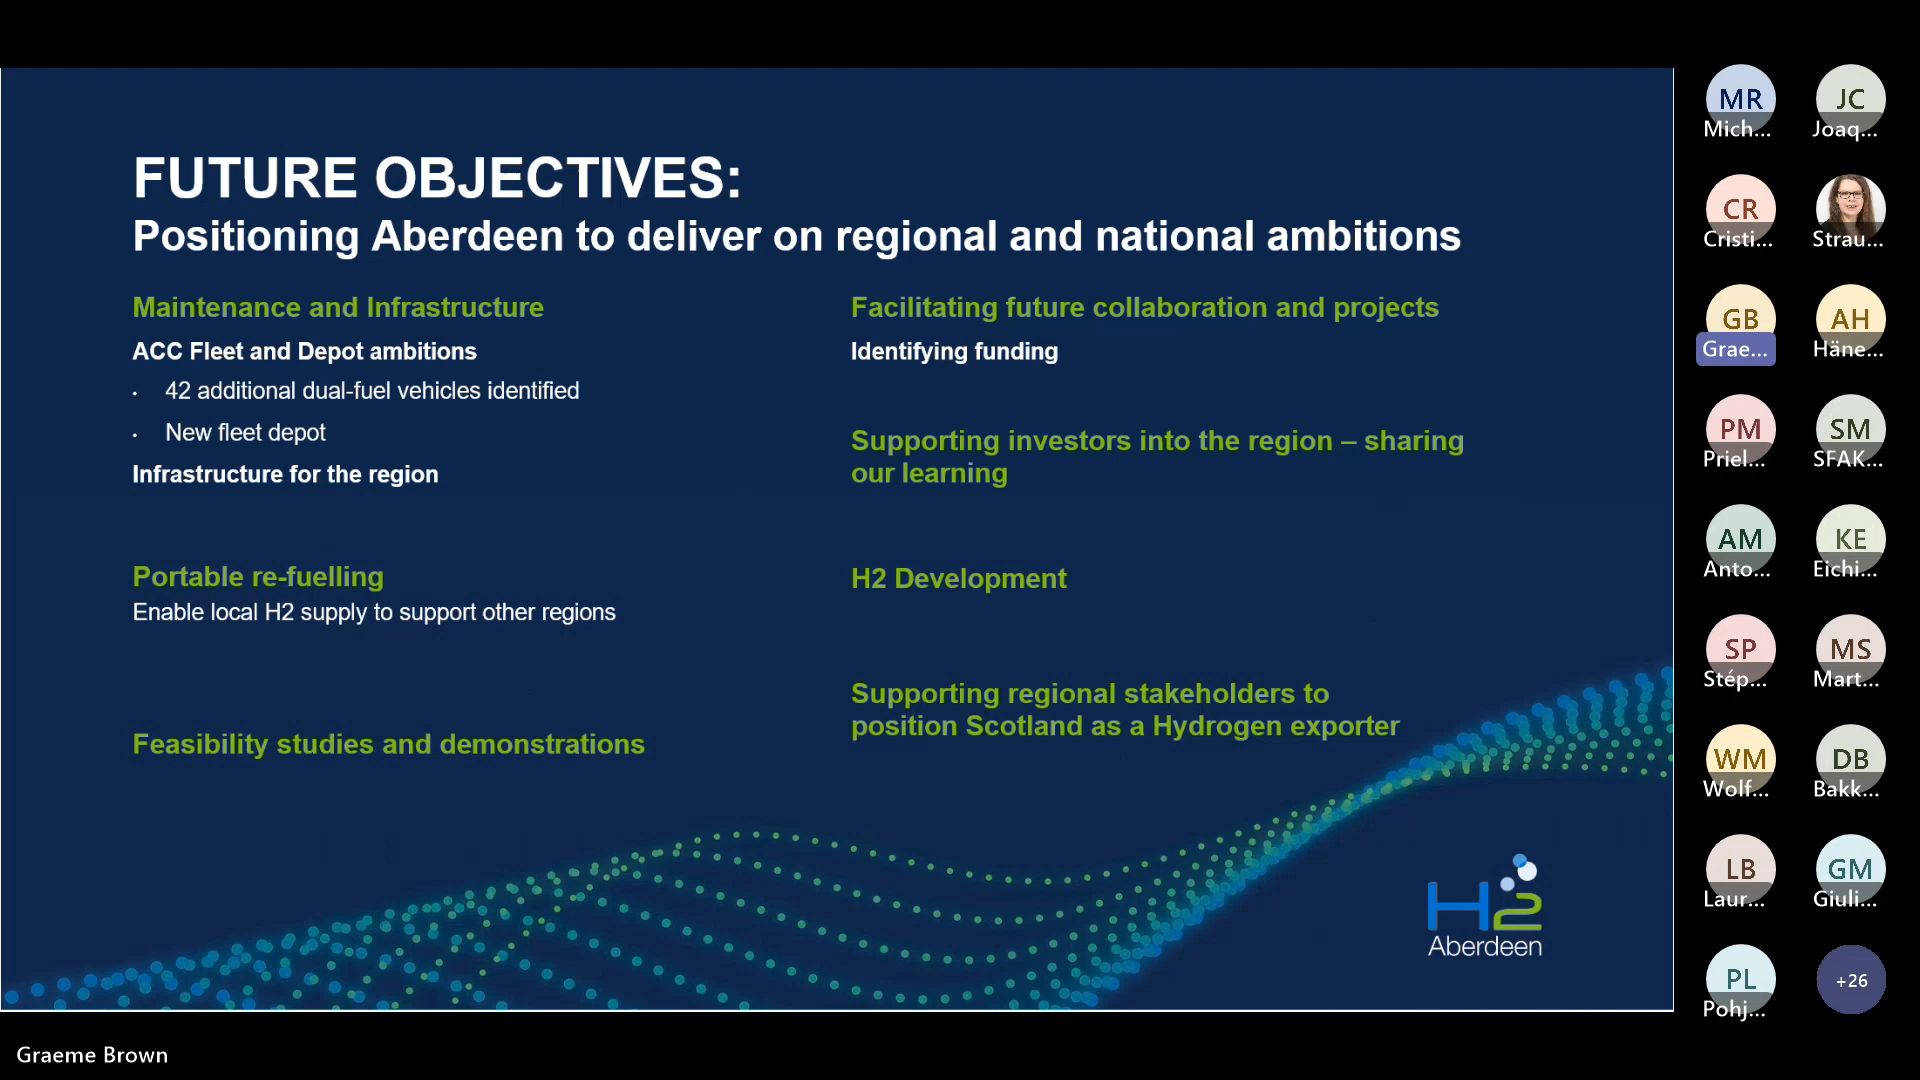 FUTURE OBJECTIVES:
Positioning Aberdeen to deliver on regional and national ambitions
Maintenance and Infrastructure
ACC Fleet and Depot ambitions
• 42 additional dual-fuel vehicles identified
• New fleet depot
Infrastructure for the region
Portable re-fuelling
Enable local H2 supply to support other regions
Feasibility studies and demonstrations
Facilitating future collaboration and projects
Identifying funding
Supporting investors into the region – sharing
our learning
H2 Development
Supporting regional stakeholders to
position Scotland as a Hydrogen exporter
H2
Aberdeen
MR
Mich...
JC
Joaq...
CR
Cristi...
Strau...
GB
Grae...
AH
Häne...
PM
Priel...
SM
SFAK...
AM
Anto...
KE
Eichi...
SP
Stép...
MS
Mart...
WM
Wolf...
DB
Bakk...
LB
Laur...
GM
Giuli...
PL
Pohj...
+26
Graeme Brown